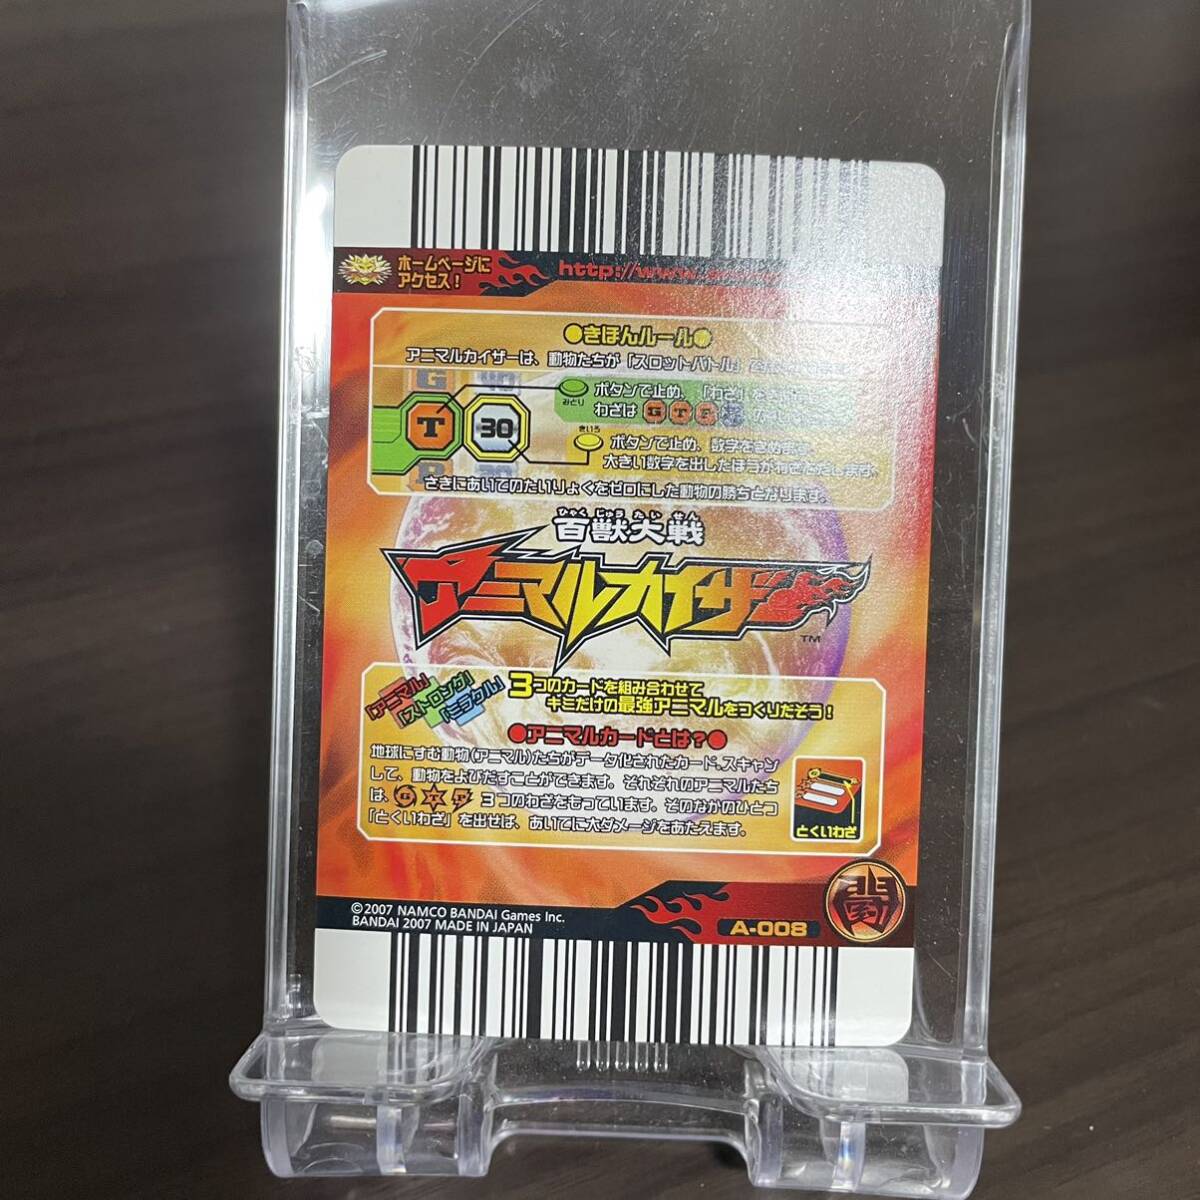 ホームページに
アクセス!
http://www.
●きほんルール●
アニマルカイザーは、動物たちが「スロットバトル」で
G 40
みどり ボタンで止め、「わざ」を
わざは G T P
T 30
きいろ ボタンで止め、数字をきめます。
大きい数字を出したほうがわざをだします。
P
さきにあいてのたいりょくをゼロにした動物の勝ちとなります。
ひゃく じゅう たい せん
百獣大戦
アニマルカイザー
TM
「アニマル」
「ストロング」
「ミラクル」
3つのカードを組み合わせて
キミだけの最強アニマルをつくりだそう!
●アニマルカードとは?●
地球にすむ動物(アニマル)たちがデータ化されたカード。スキャン
して、動物をよびだすことができます。それぞれのアニマルたち
は、G T P 3つのわざをもっています。そのなかのひとつ
「とくいわざ」を出せば、あいてに大ダメージをあたえます。
とくいわざ
闘
©2007 NAMCO BANDAI Games Inc.
BANDAI 2007 MADE IN JAPAN
A-008